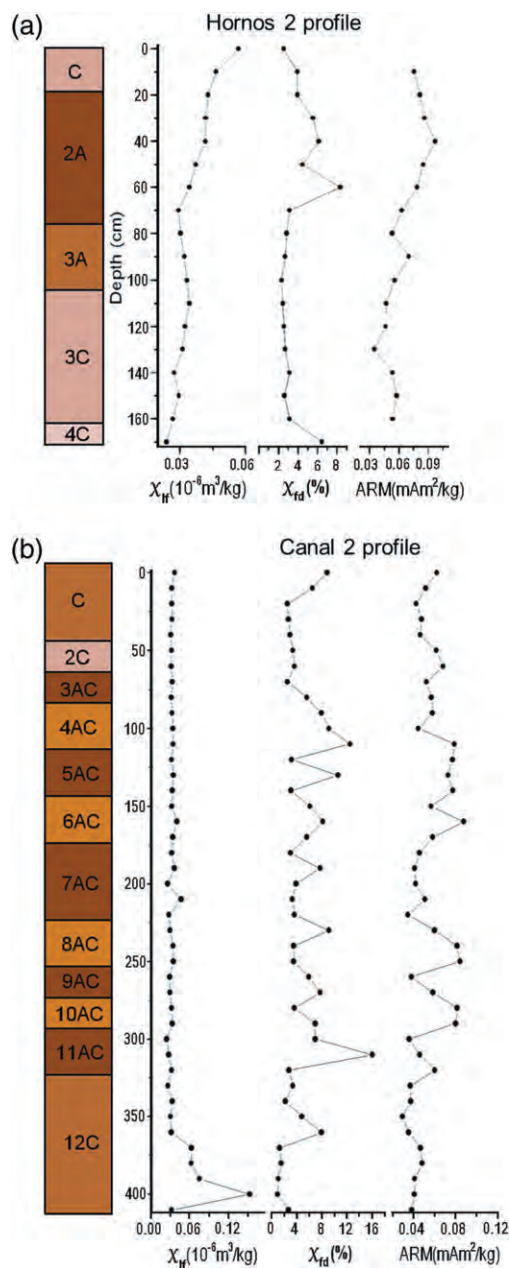 (a) Hornos 2 profile
C
2A
3A
3C
4C
Depth (cm)
0
20
40
60
80
100
120
140
160
0.03 0.06 0 2 4 6 8 0.03 0.06 0.09
χlf(10-6m3/kg) χfd(%) ARM(mAm2/kg)
(b) Canal 2 profile
C
2C
3AC
4AC
5AC
6AC
7AC
8AC
9AC
10AC
11AC
12C
0
50
100
150
200
250
300
350
400
0.00 0.06 0.12 0 4 8 12 16 0.00 0.04 0.08 0.12
χlf(10-6m3/kg) χfd(%) ARM(mAm2/kg)